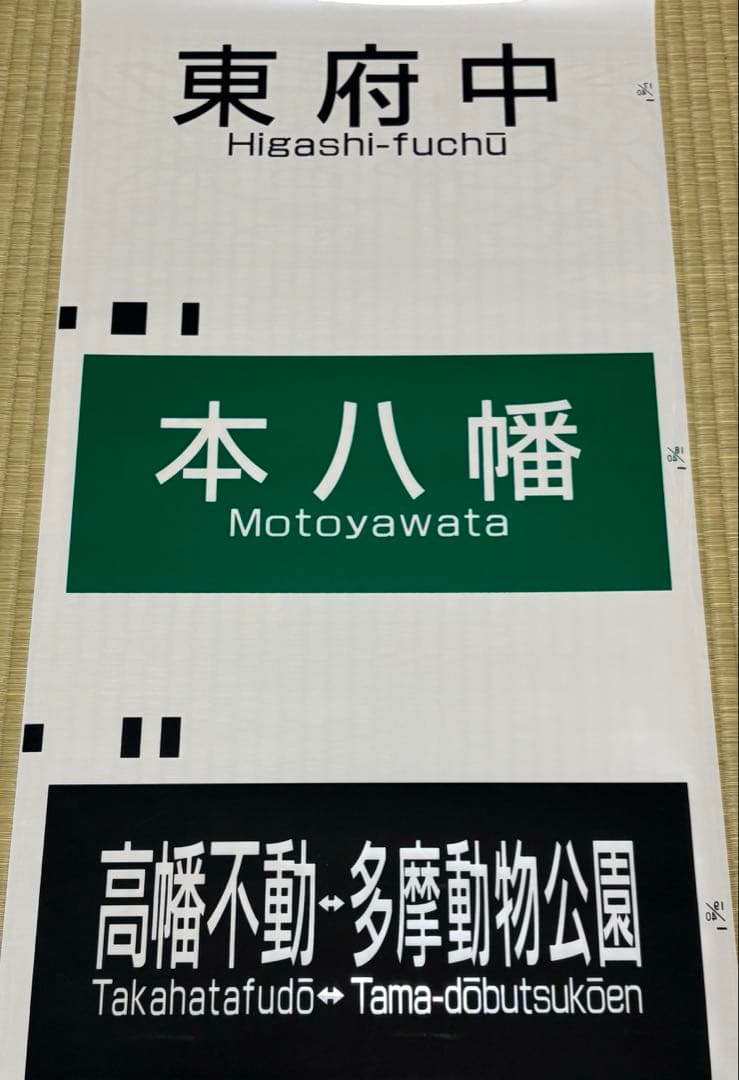 東府中
Higashi-fuchū
本八幡
Motoyawata
高幡不動⇔多摩動物公園
Takahatafudō⇔Tama-dōbutsukōen